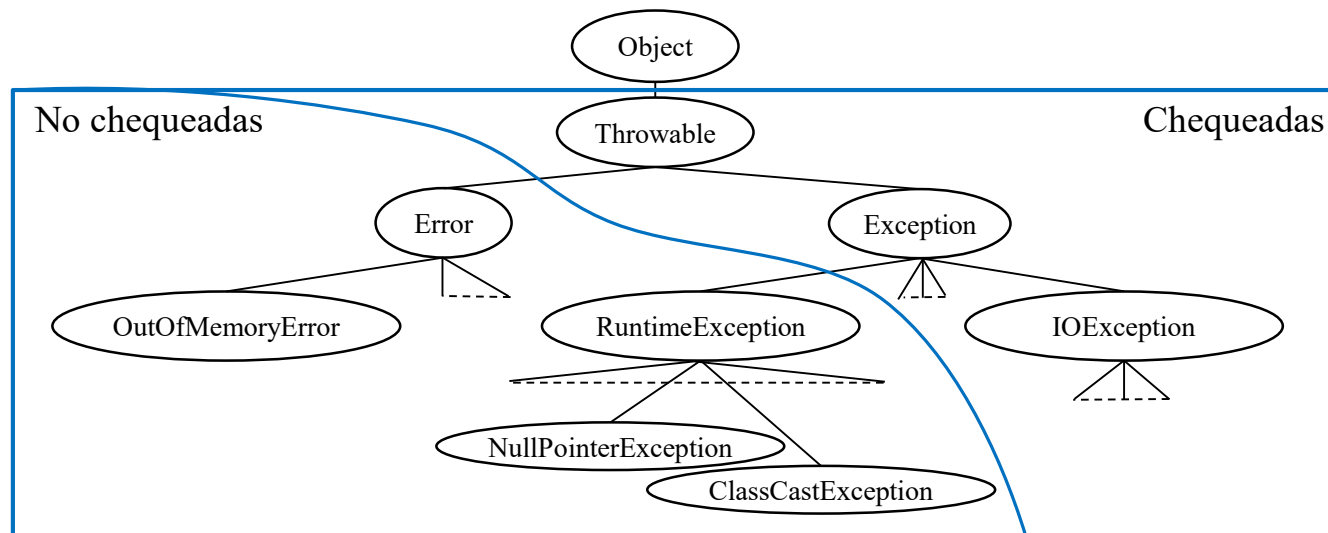 Object
No chequeadas
Chequeadas
Throwable
Error
Exception
OutOfMemoryError
RuntimeException
IOException
NullPointerException
ClassCastException